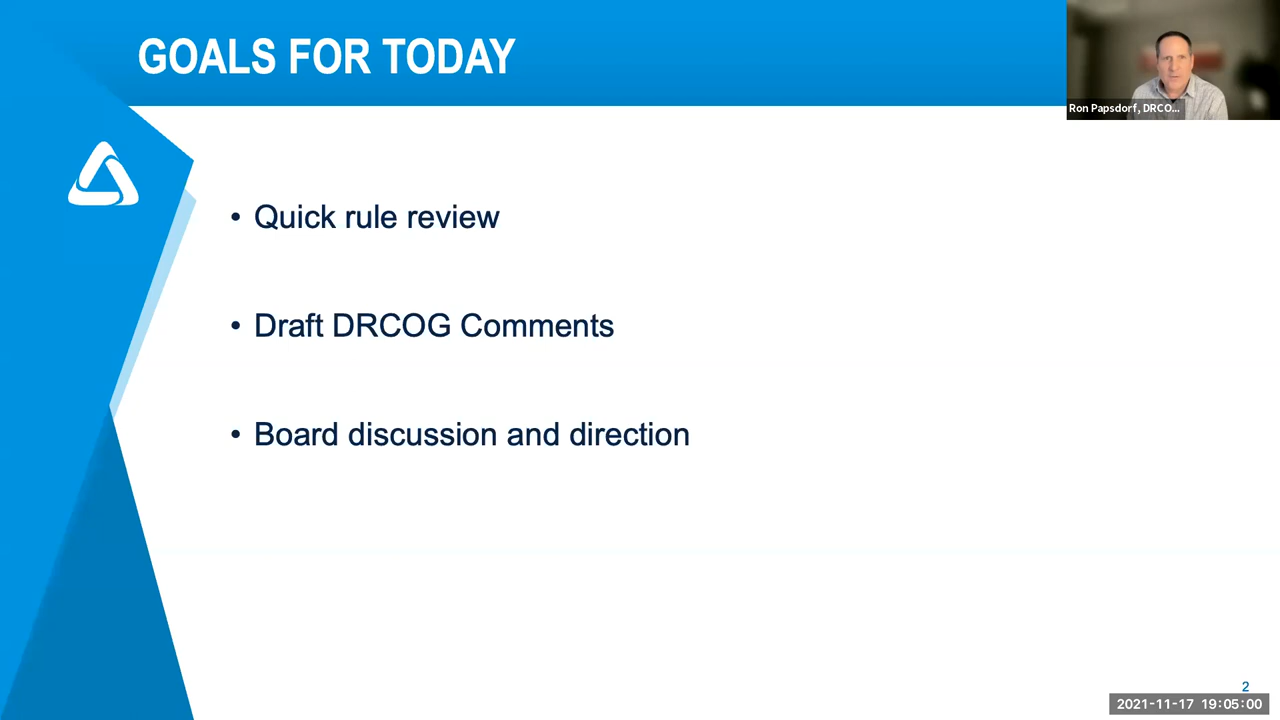 GOALS FOR TODAY
Ron Papsdorf, DRCO...
• Quick rule review
• Draft DRCOG Comments
• Board discussion and direction
2
2021-11-17 19:05:00